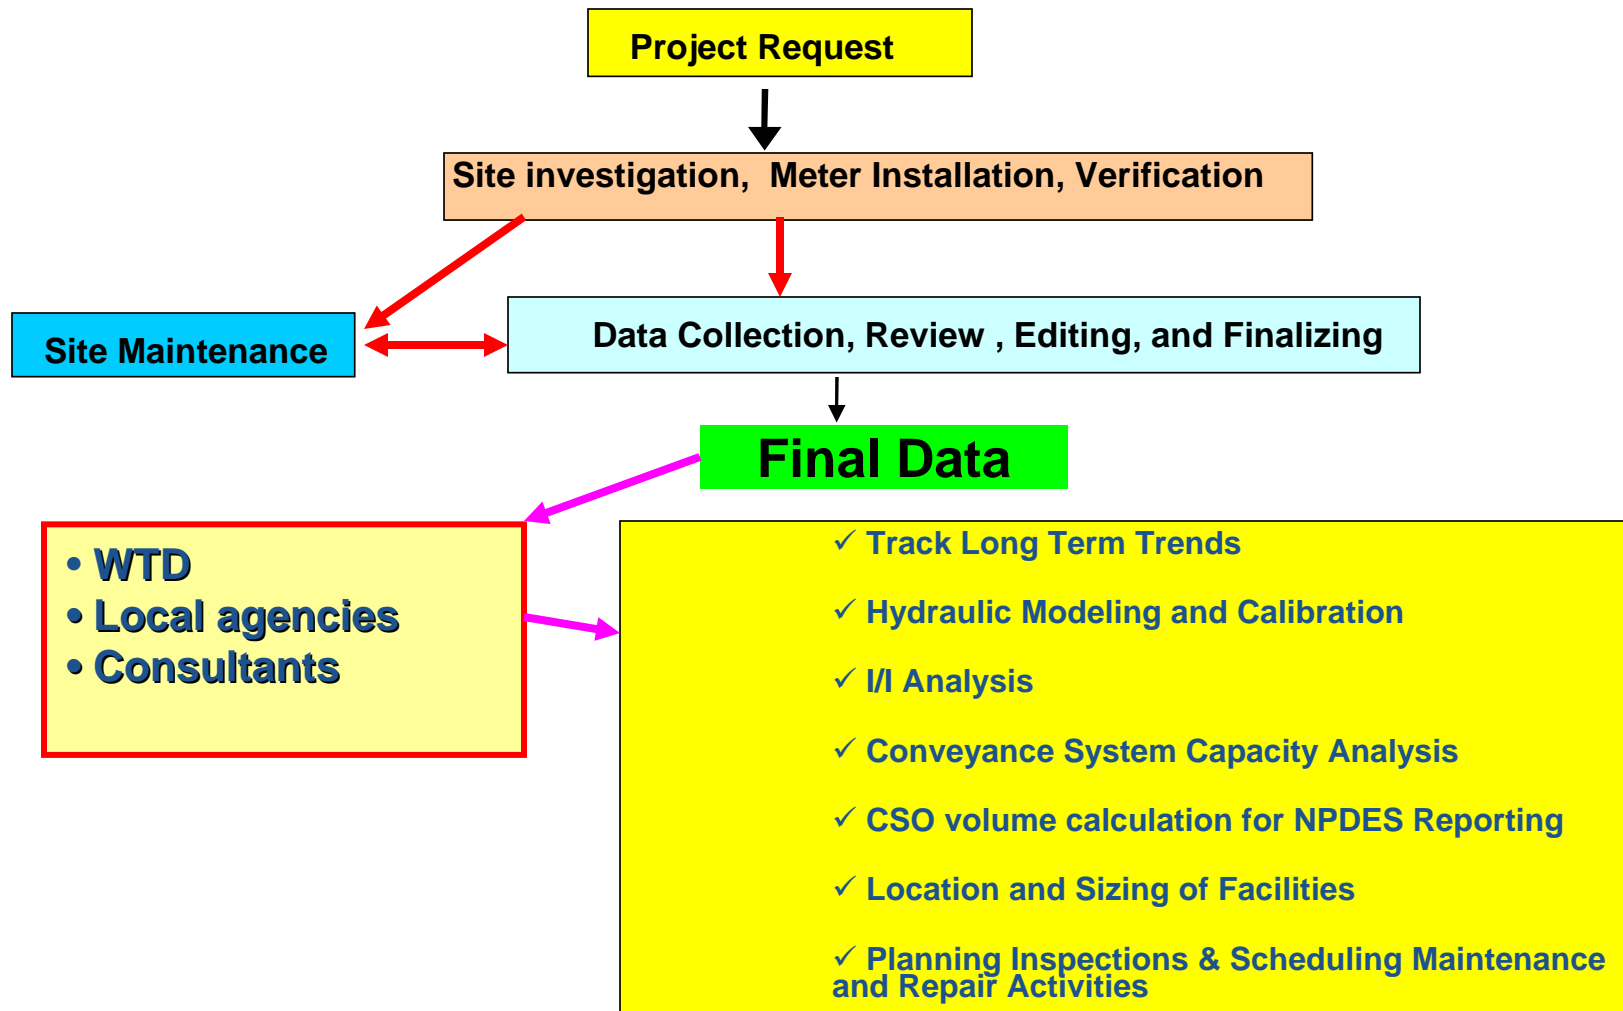 Project Request
Site investigation,  Meter Installation, Verification
Site Maintenance
Data Collection, Review , Editing, and Finalizing
Final Data
• WTD
• Local agencies
• Consultants
✓ Track Long Term Trends
✓ Hydraulic Modeling and Calibration
✓ I/I Analysis
✓ Conveyance System Capacity Analysis
✓ CSO volume calculation for NPDES Reporting
✓ Location and Sizing of Facilities
✓ Planning Inspections & Scheduling Maintenance
and Repair Activities